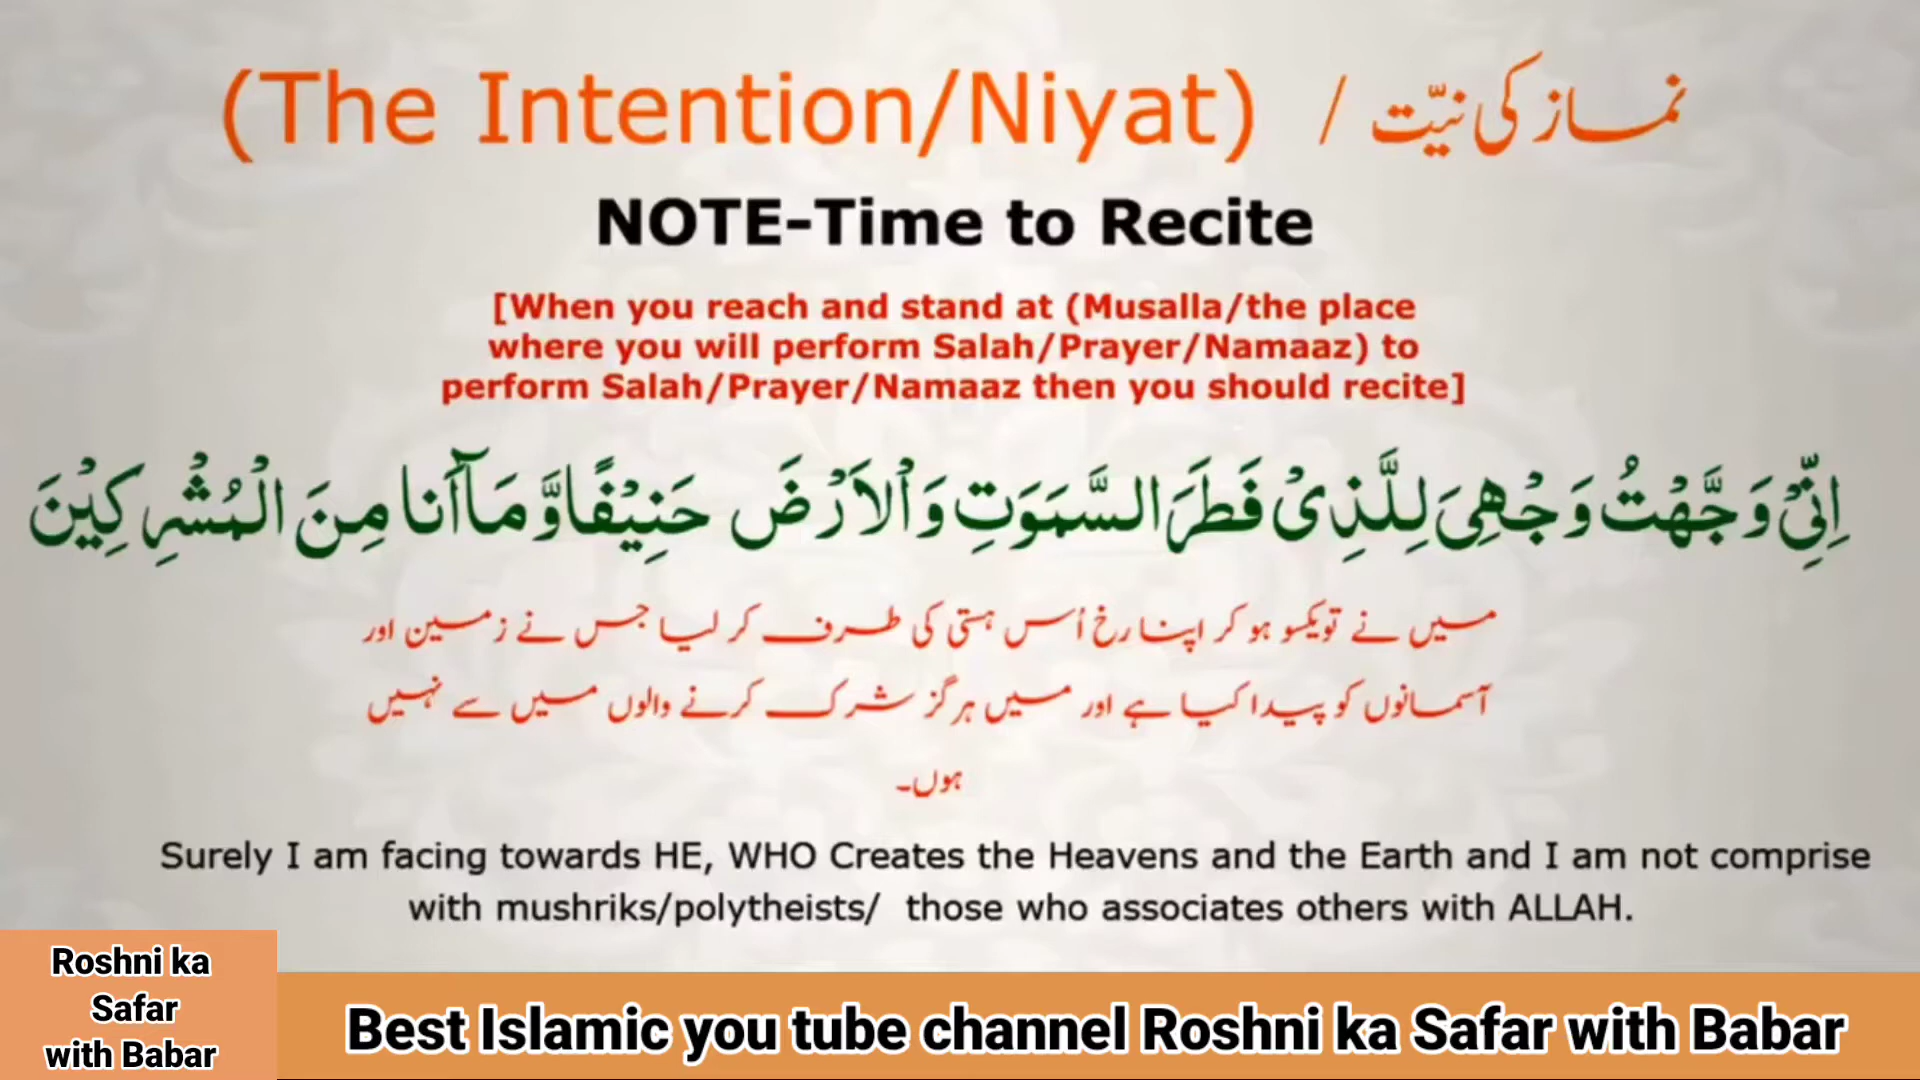 (The Intention/Niyat) / نماز کی نیّت
NOTE-Time to Recite
[When you reach and stand at (Musalla/the place
where you will perform Salah/Prayer/Namaaz) to
perform Salah/Prayer/Namaaz then you should recite]
اِنِّیْ وَجَّهْتُ وَجْهِیَ لِلَّذِیْ فَطَرَ السَّمٰوٰتِ وَالْاَرْضَ حَنِیْفًا وَّمَاۤ اَنَا مِنَ الْمُشْرِکِیْنَ
میں نے تو یکسو ہو کر اپنا رخ اُس ہستی کی طرف کر لیا جس نے زمین اور
آسمانوں کو پیدا کیا ہے اور میں ہرگز شرک کرنے والوں میں سے نہیں
ہوں۔
Surely I am facing towards HE, WHO Creates the Heavens and the Earth and I am not comprise
with mushriks/polytheists/ those who associates others with ALLAH.
Roshni ka
Safar
with Babar
Best Islamic you tube channel Roshni ka Safar with Babar